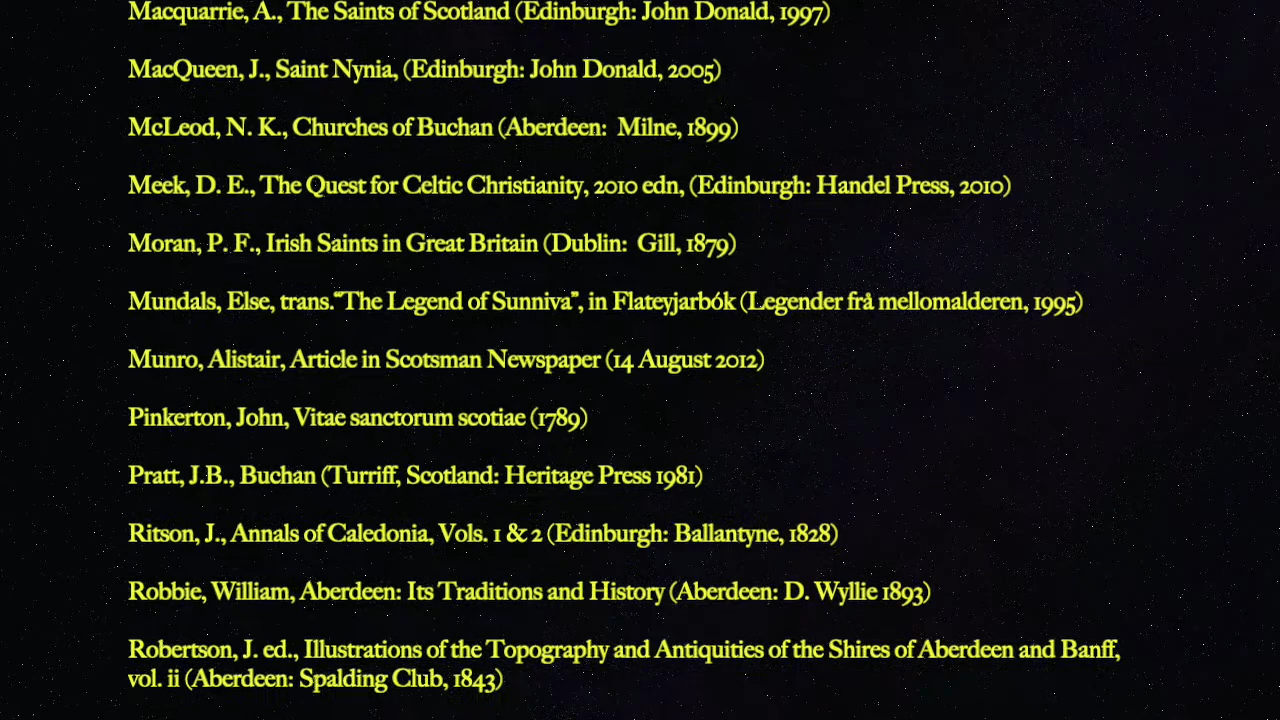 Macquarrie, A., The Saints of Scotland (Edinburgh: John Donald, 1997)
MacQueen, J., Saint Nynia, (Edinburgh: John Donald, 2005)
McLeod, N. K., Churches of Buchan (Aberdeen:  Milne, 1899)
Meek, D. E., The Quest for Celtic Christianity, 2010 edn, (Edinburgh: Handel Press, 2010)
Moran, P. F., Irish Saints in Great Britain (Dublin:  Gill, 1879)
Mundals, Else, trans.“The Legend of Sunniva”, in Flateyjarbók (Legender frå mellomalderen, 1995)
Munro, Alistair, Article in Scotsman Newspaper (14 August 2012)
Pinkerton, John, Vitae sanctorum scotiae (1789)
Pratt, J.B., Buchan (Turriff, Scotland: Heritage Press 1981)
Ritson, J., Annals of Caledonia, Vols. 1 & 2 (Edinburgh: Ballantyne, 1828)
Robbie, William, Aberdeen: Its Traditions and History (Aberdeen: D. Wyllie 1893)
Robertson, J. ed., Illustrations of the Topography and Antiquities of the Shires of Aberdeen and Banff,
vol. ii (Aberdeen: Spalding Club, 1843)